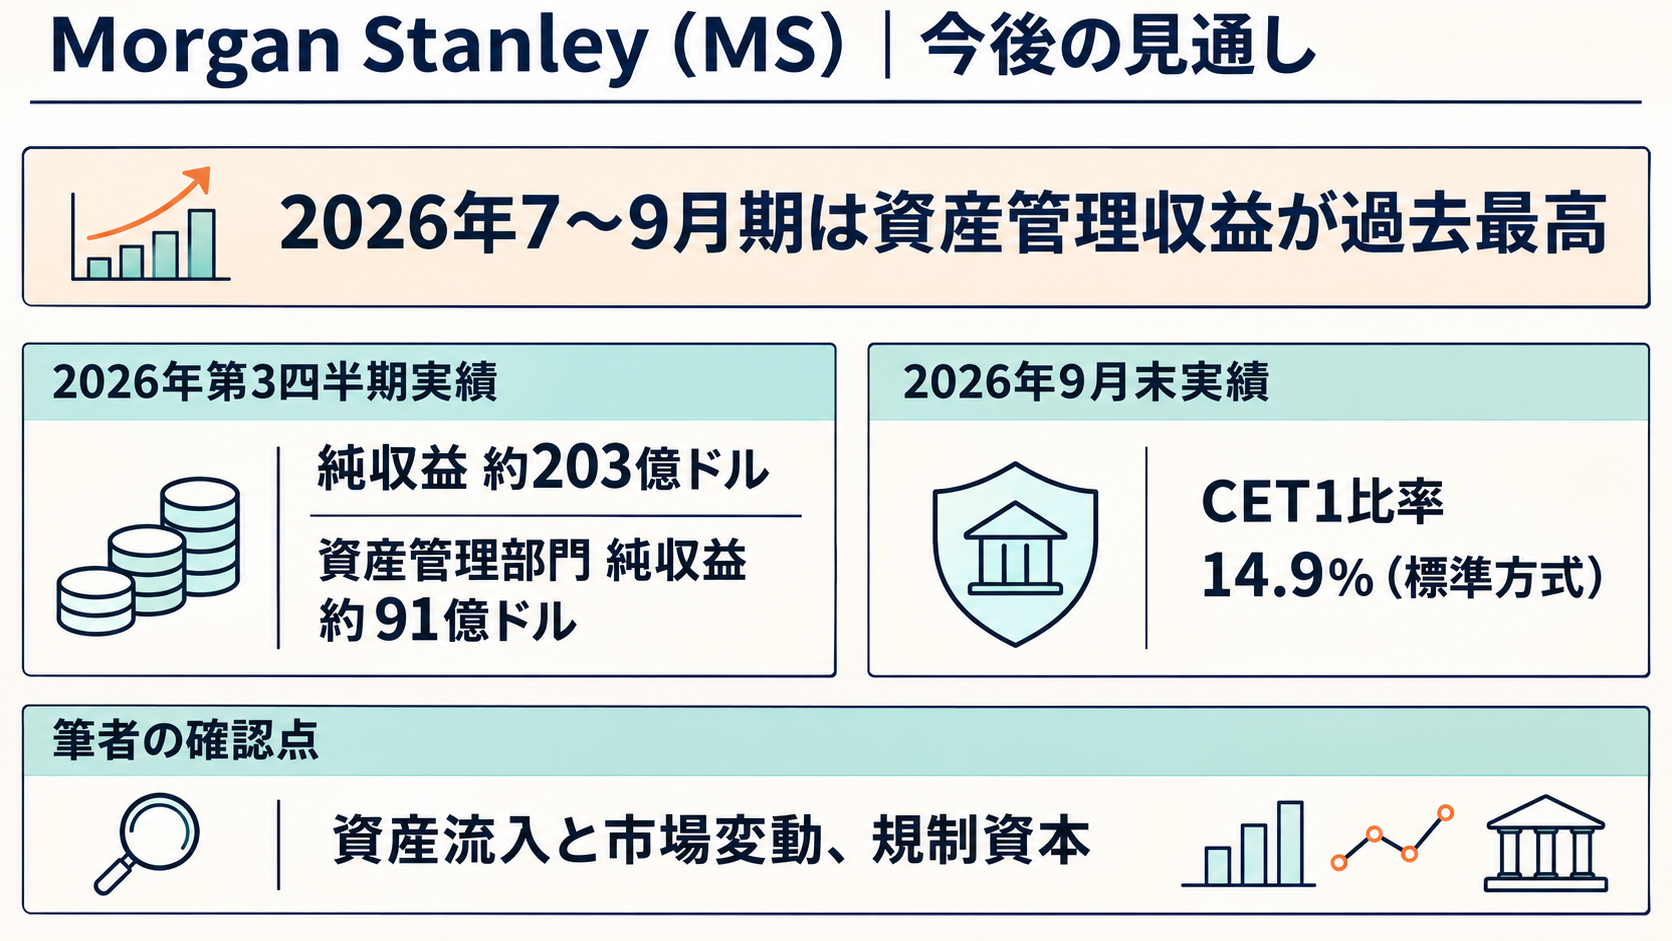 Morgan Stanley（MS）｜今後の見通し
2026年7～9月期は資産管理収益が過去最高
2026年第3四半期実績
純収益 約203億ドル
資産管理部門 純収益
約91億ドル
2026年9月末実績
CET1比率
14.9%（標準方式）
筆者の確認点
資産流入と市場変動、規制資本